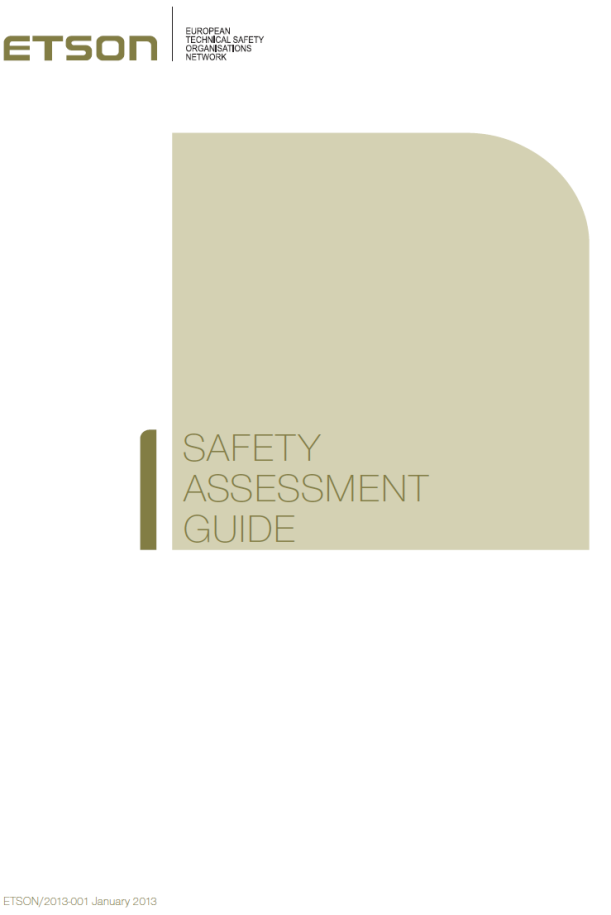 ETSON
EUROPEAN
TECHNICAL SAFETY
ORGANISATIONS
NETWORK
SAFETY
ASSESSMENT
GUIDE
ETSON/2013-001 January 2013